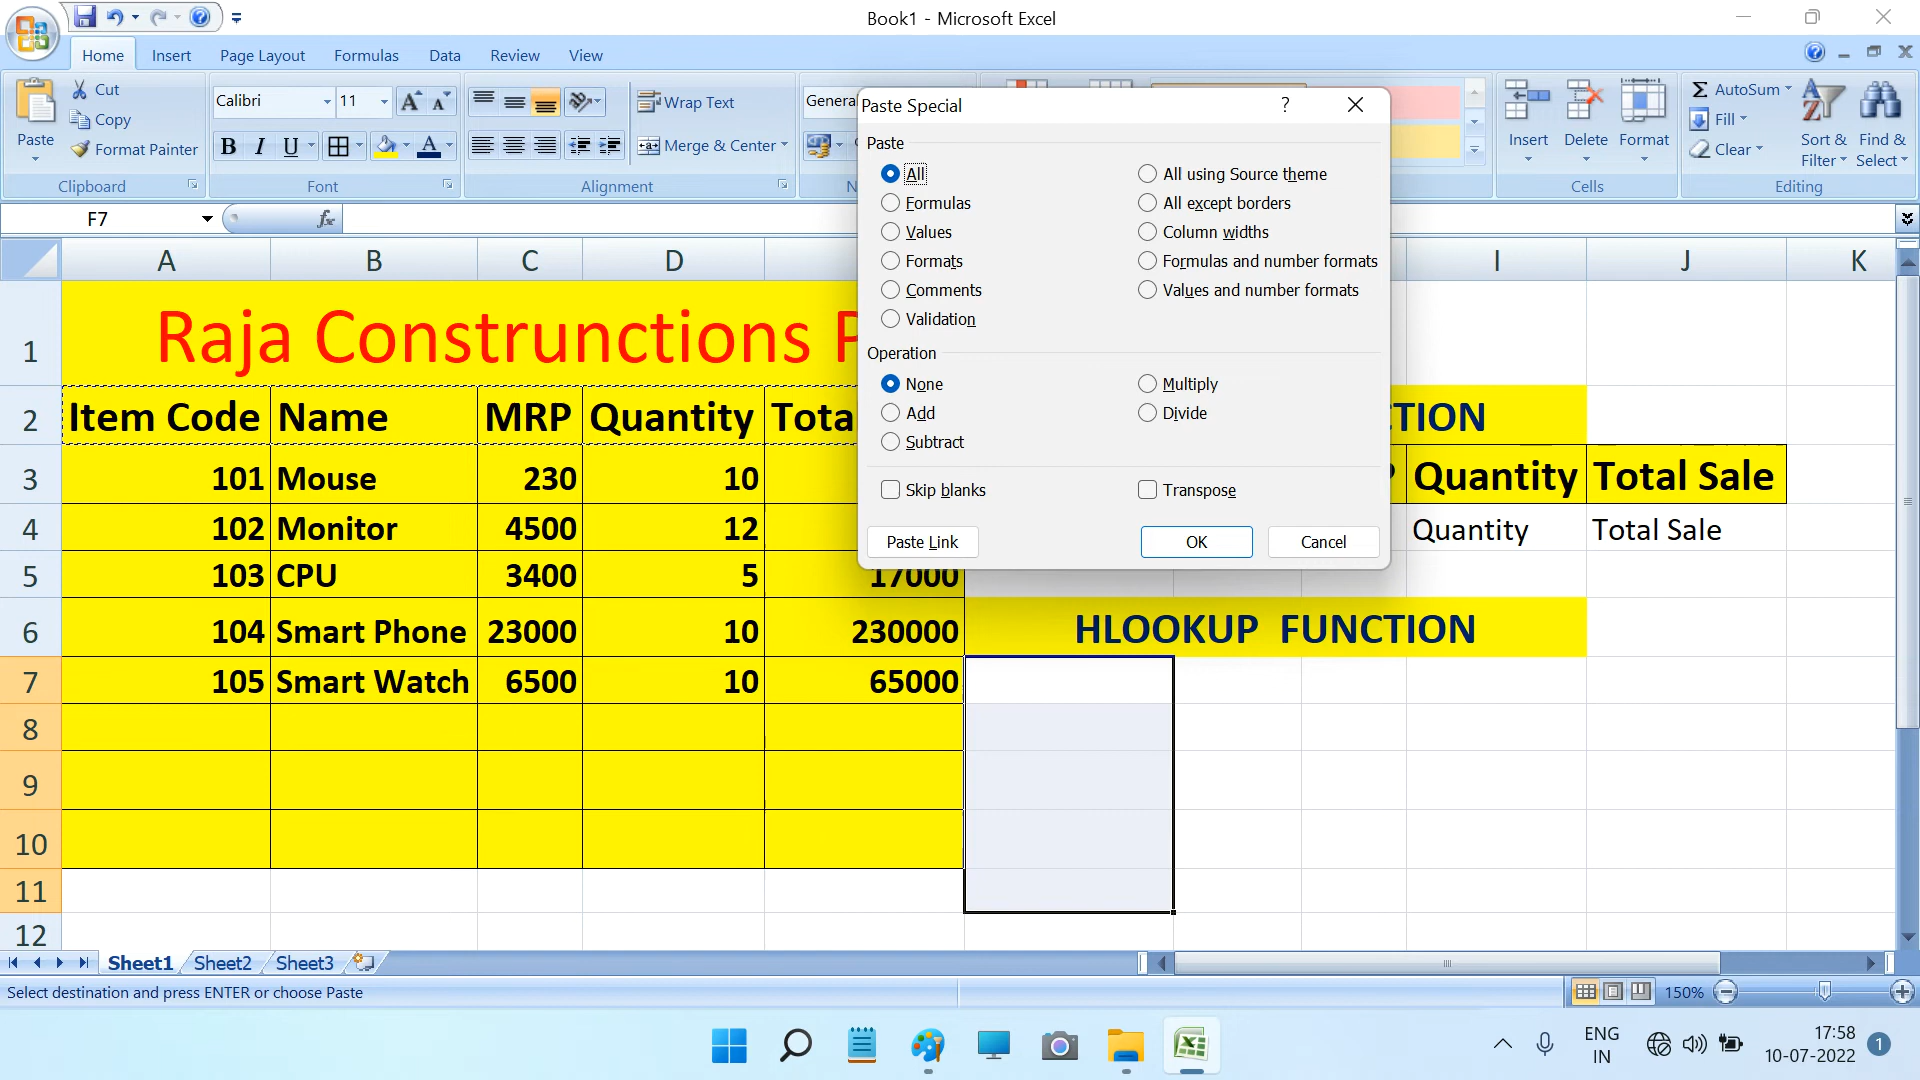 Book1 - Microsoft Excel
Home Insert Page Layout Formulas Data Review View
Paste
Cut
Copy
Format Painter
Clipboard
Calibri 11
B I U A
Font
Wrap Text
Merge & Center
Alignment
Genera
N
Insert Delete Format
Cells
AutoSum
Fill
Clear
Sort & Filter
Find & Select
Editing
F7 fx
A B C D I J K
1 Raja Construnctions P
2 Item Code Name MRP Quantity Tota CTION
3 101 Mouse 230 10 Quantity Total Sale
4 102 Monitor 4500 12 Quantity Total Sale
5 103 CPU 3400 5 17000
6 104 Smart Phone 23000 10 230000 HLOOKUP FUNCTION
7 105 Smart Watch 6500 10 65000
8
9
10
11
12
Paste Special ?
Paste
All All using Source theme
Formulas All except borders
Values Column widths
Formats Formulas and number formats
Comments Values and number formats
Validation
Operation
None Multiply
Add Divide
Subtract
Skip blanks Transpose
Paste Link OK Cancel
Sheet1 Sheet2 Sheet3
Select destination and press ENTER or choose Paste 150%
ENG
IN
17:58
10-07-2022
1